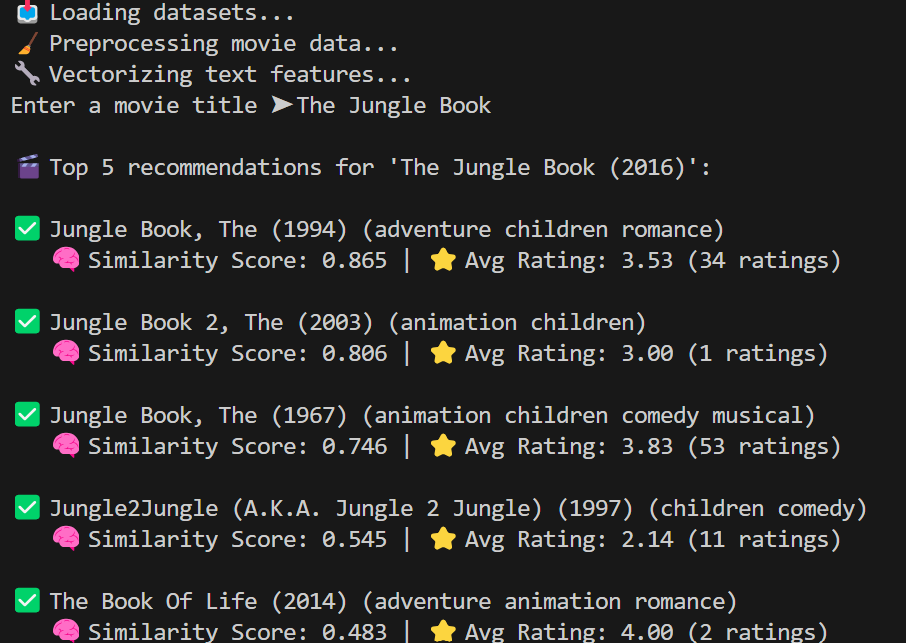 Loading datasets...
Preprocessing movie data...
Vectorizing text features...
Enter a movie title ➤The Jungle Book
Top 5 recommendations for 'The Jungle Book (2016)':
Jungle Book, The (1994) (adventure children romance)
Similarity Score: 0.865 | ⭐ Avg Rating: 3.53 (34 ratings)
Jungle Book 2, The (2003) (animation children)
Similarity Score: 0.806 | ⭐ Avg Rating: 3.00 (1 ratings)
Jungle Book, The (1967) (animation children comedy musical)
Similarity Score: 0.746 | ⭐ Avg Rating: 3.83 (53 ratings)
Jungle2Jungle (A.K.A. Jungle 2 Jungle) (1997) (children comedy)
Similarity Score: 0.545 | ⭐ Avg Rating: 2.14 (11 ratings)
The Book Of Life (2014) (adventure animation romance)
Similarity Score: 0.483 | ⭐ Avg Rating: 4.00 (2 ratings)